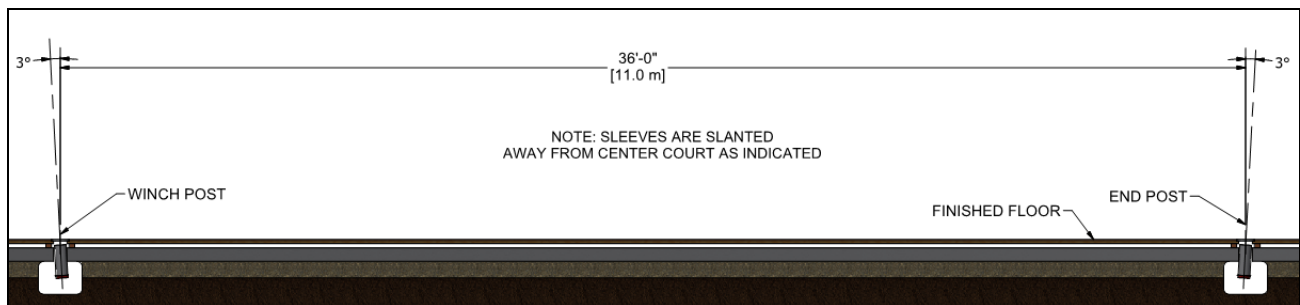 3°
36'-0"
[11.0 m]
3°
NOTE: SLEEVES ARE SLANTED
AWAY FROM CENTER COURT AS INDICATED
WINCH POST
END POST
FINISHED FLOOR